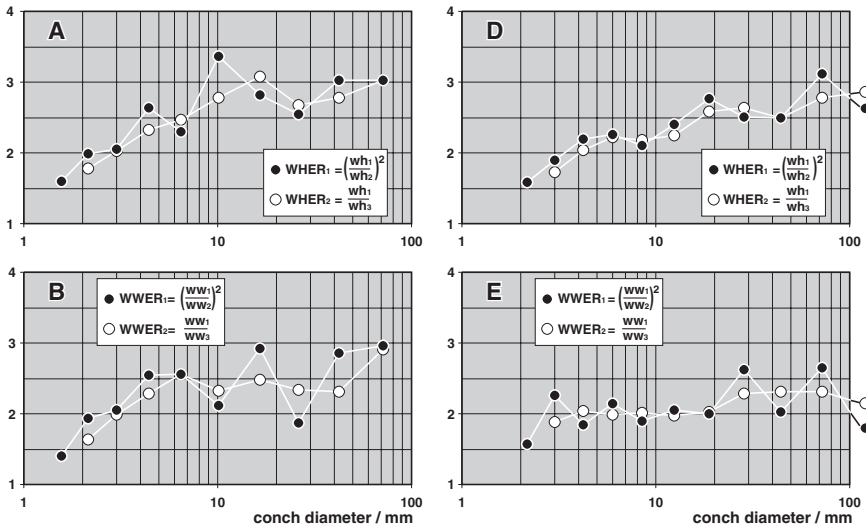 A
4
3
2
1
WHER₁ = (wh₁/wh₂)²
WHER₂ = wh₁/wh₃
1 10 100
D
4
3
2
1
WHER₁ = (wh₁/wh₂)²
WHER₂ = wh₁/wh₃
1 10 100
B
4
3
2
1
WWER₁= (ww₁/ww₂)²
WWER₂= ww₁/ww₃
1 10 100
conch diameter / mm
E
4
3
2
1
WWER₁= (ww₁/ww₂)²
WWER₂= ww₁/ww₃
1 10 100
conch diameter / mm